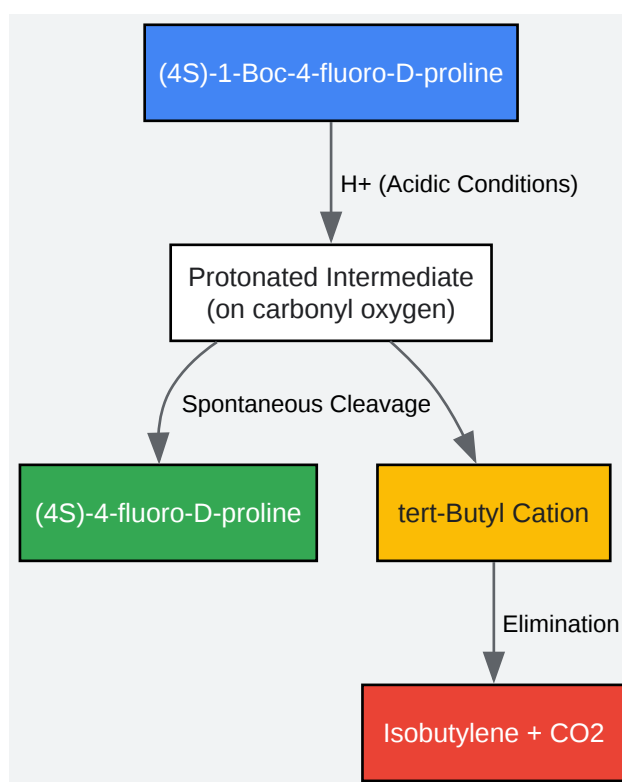 (4S)-1-Boc-4-fluoro-D-proline
H+ (Acidic Conditions)
Protonated Intermediate
(on carbonyl oxygen)
Spontaneous Cleavage
(4S)-4-fluoro-D-proline
tert-Butyl Cation
Elimination
Isobutylene + CO2